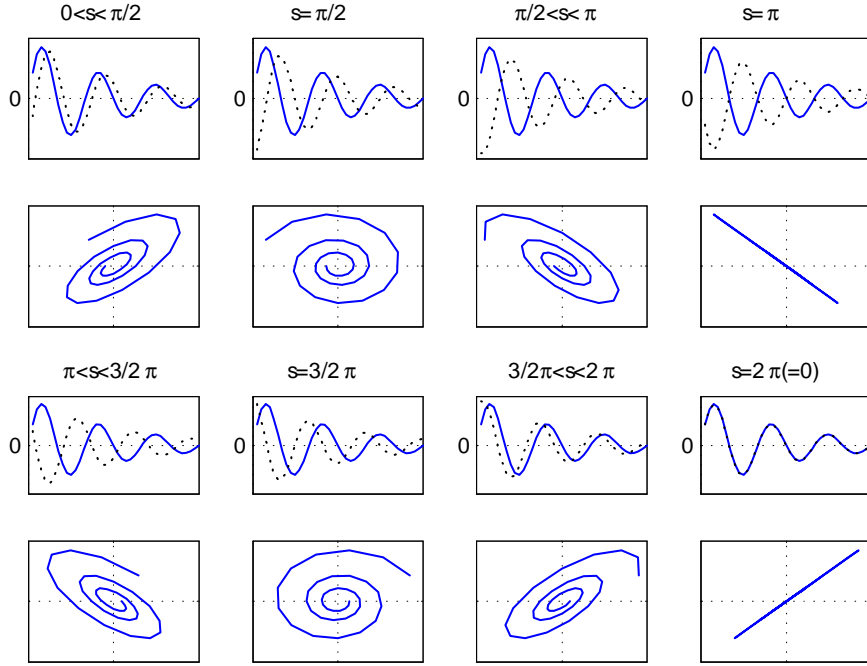 0<s< π/2 s= π/2 π/2<s< π s= π
0 0 0 0
π<s<3/2 π s=3/2 π 3/2π<s<2 π s=2 π(=0)
0 0 0 0